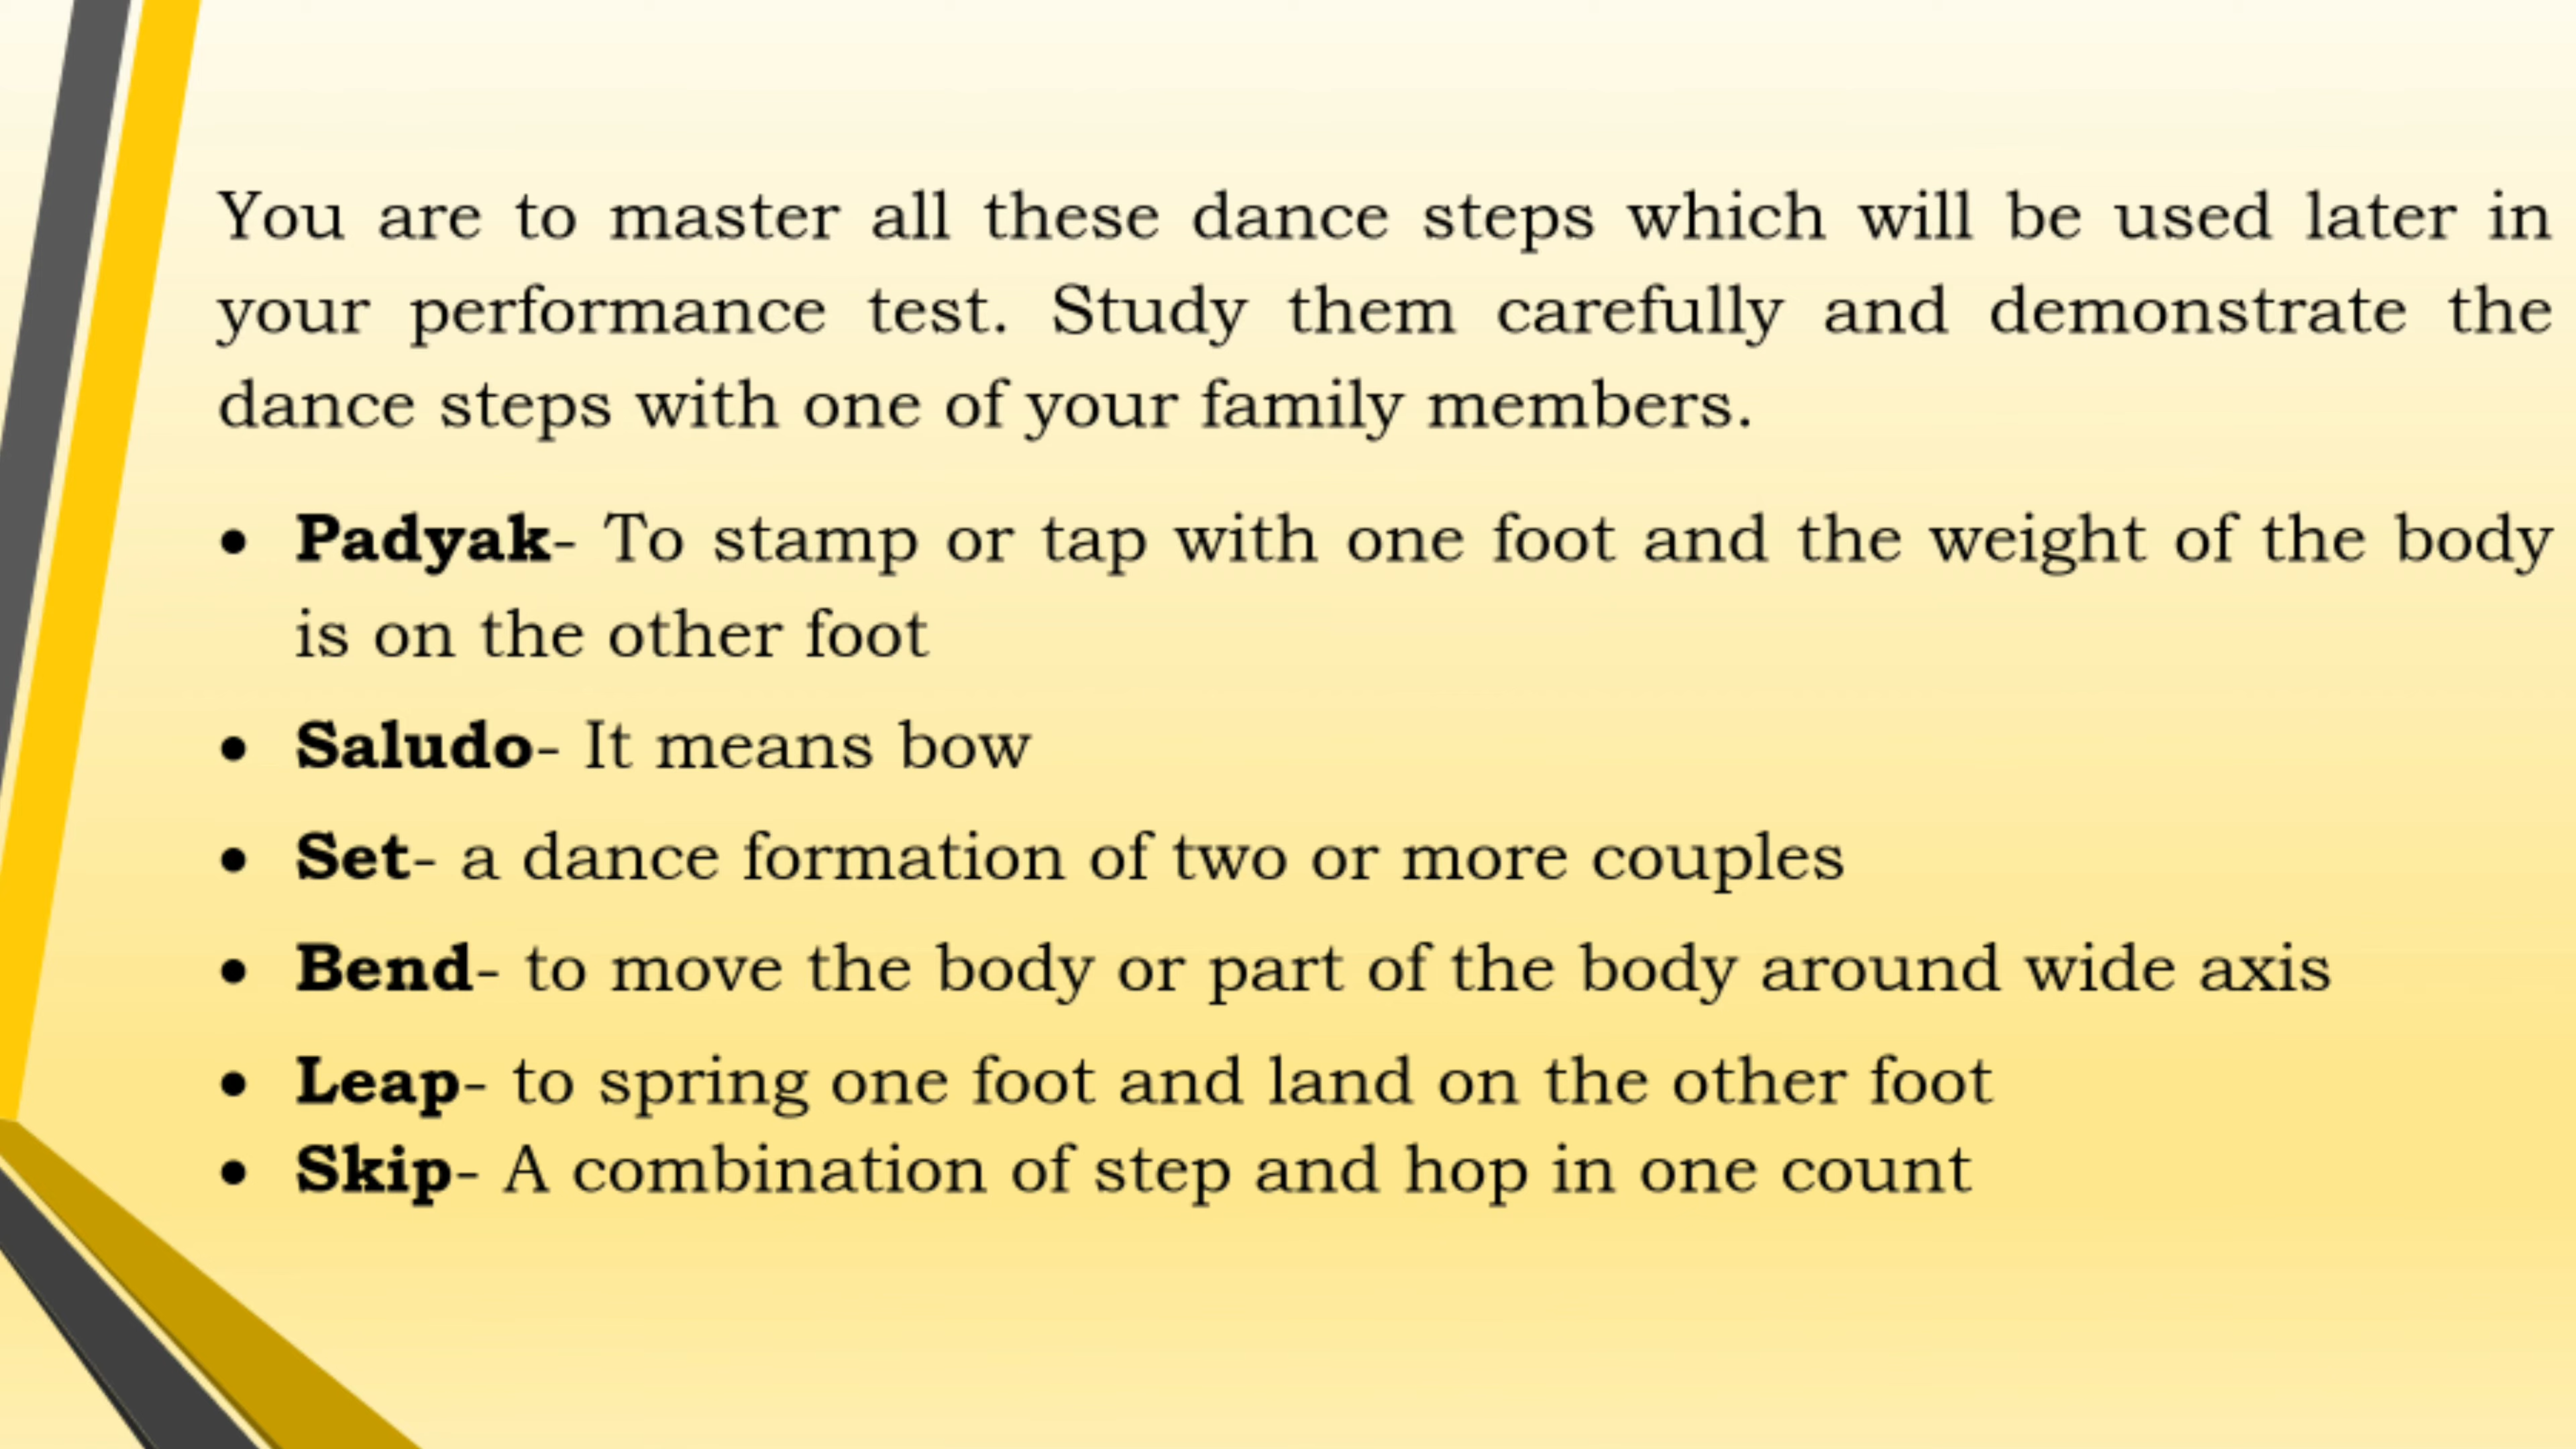 You are to master all these dance steps which will be used later in
your performance test. Study them carefully and demonstrate the
dance steps with one of your family members.
• Padyak- To stamp or tap with one foot and the weight of the body
is on the other foot
• Saludo- It means bow
• Set- a dance formation of two or more couples
• Bend- to move the body or part of the body around wide axis
• Leap- to spring one foot and land on the other foot
• Skip- A combination of step and hop in one count